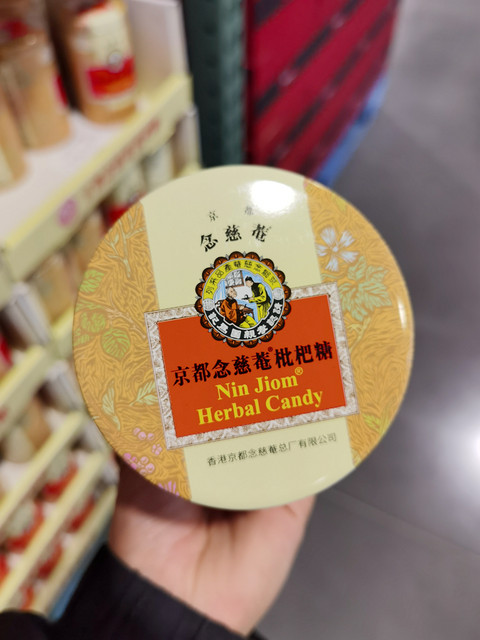 京都
念慈菴
京都念慈菴®枇杷糖
Nin Jiom®
Herbal Candy
香港京都念慈菴总厂有限公司